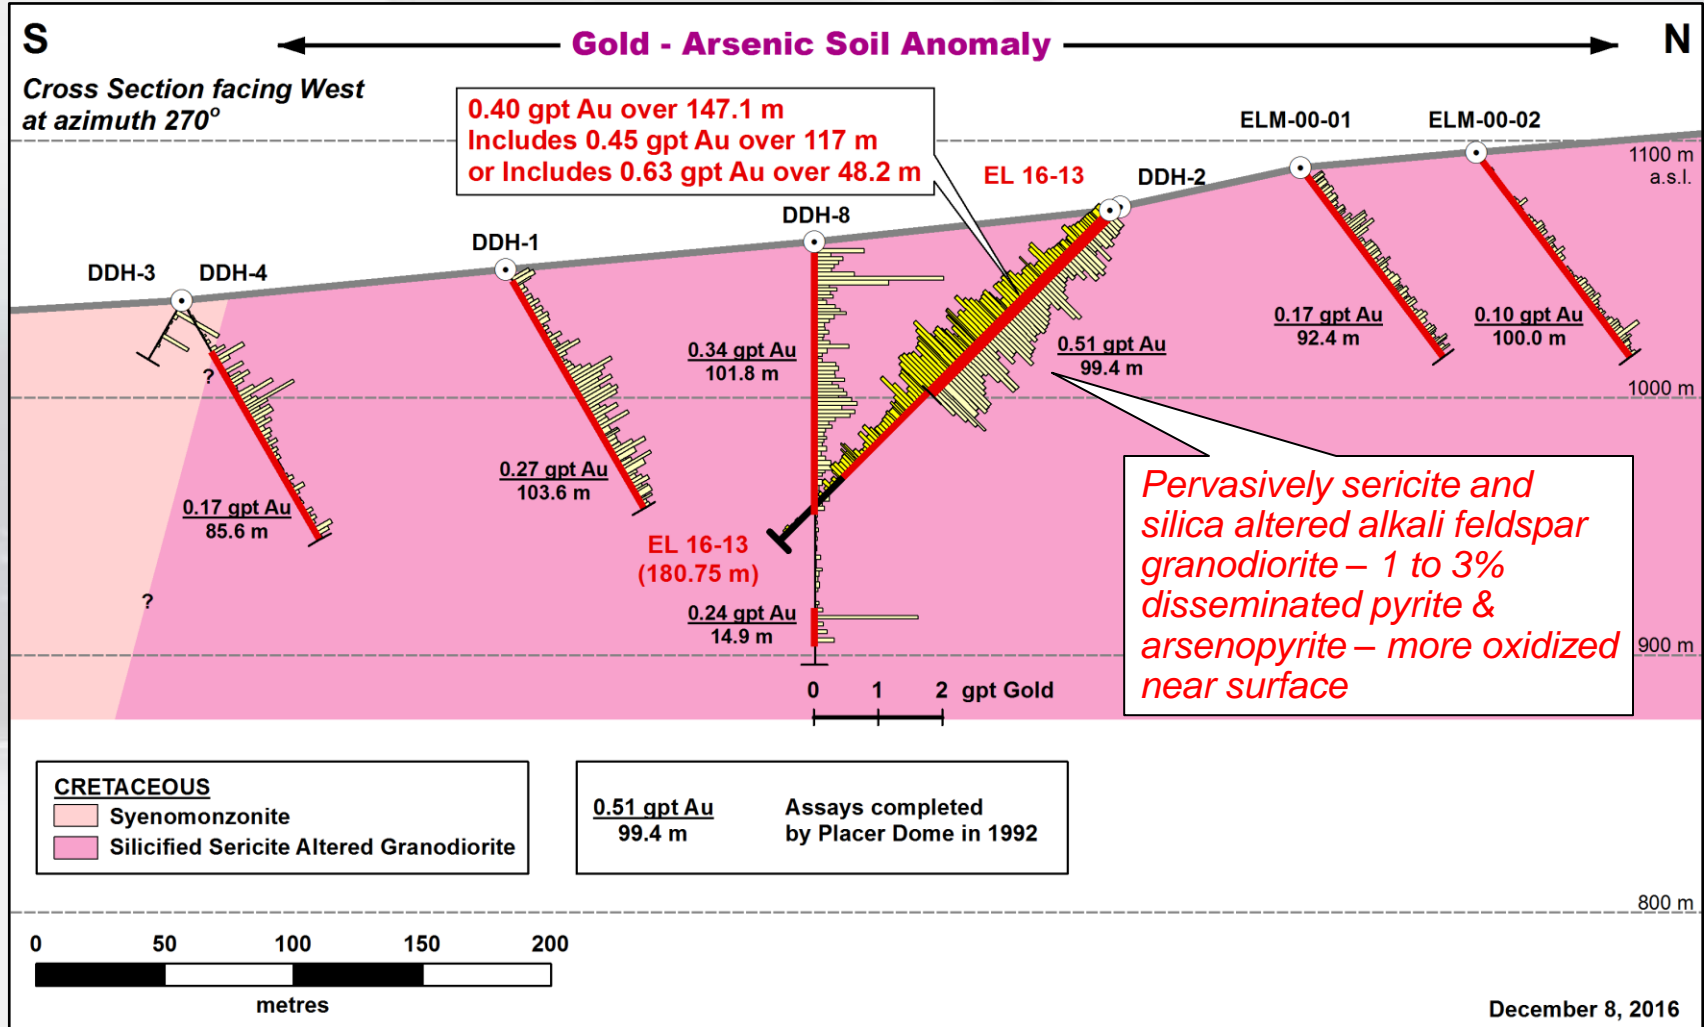 S
Gold - Arsenic Soil Anomaly
N
Cross Section facing West
at azimuth 270°
0.40 gpt Au over 147.1 m
Includes 0.45 gpt Au over 117 m
or Includes 0.63 gpt Au over 48.2 m
ELM-00-01
ELM-00-02
1100 m
a.s.l.
EL 16-13
DDH-2
DDH-8
DDH-1
DDH-3
DDH-4
0.34 gpt Au
101.8 m
0.51 gpt Au
99.4 m
0.17 gpt Au
92.4 m
0.10 gpt Au
100.0 m
?
1000 m
0.27 gpt Au
103.6 m
0.17 gpt Au
85.6 m
EL 16-13
(180.75 m)
?
0.24 gpt Au
14.9 m
Pervasively sericite and
silica altered alkali feldspar
granodiorite – 1 to 3%
disseminated pyrite &
arsenopyrite – more oxidized
near surface
900 m
0 1 2 gpt Gold
CRETACEOUS
Syenomonzonite
Silicified Sericite Altered Granodiorite
0.51 gpt Au
99.4 m
Assays completed
by Placer Dome in 1992
800 m
0 50 100 150 200
metres
December 8, 2016